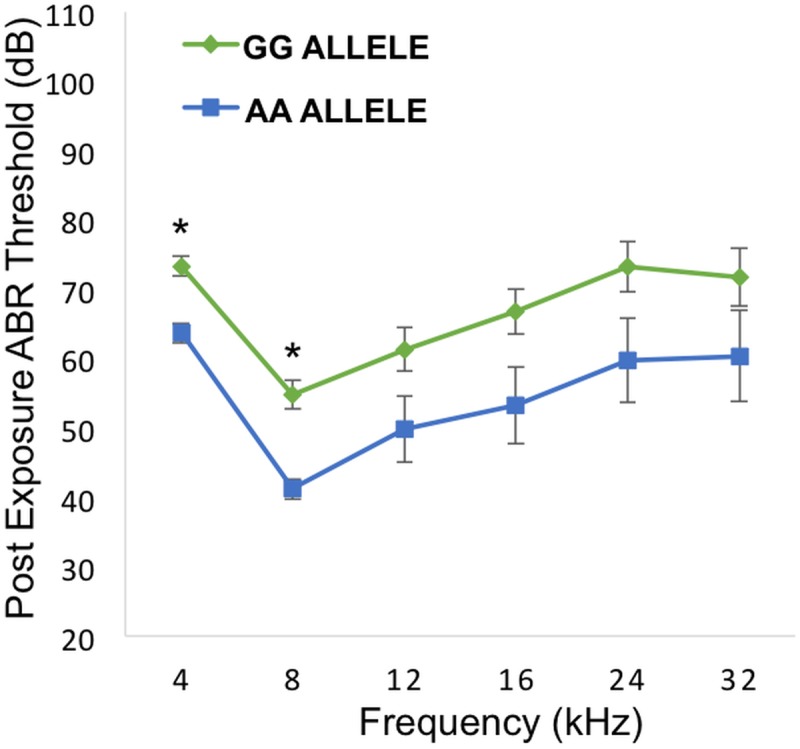 Post Exposure ABR Threshold (dB)
110
100
90
80
70
60
50
40
30
20
GG ALLELE
AA ALLELE
*
*
4 8 12 16 24 32
Frequency (kHz)